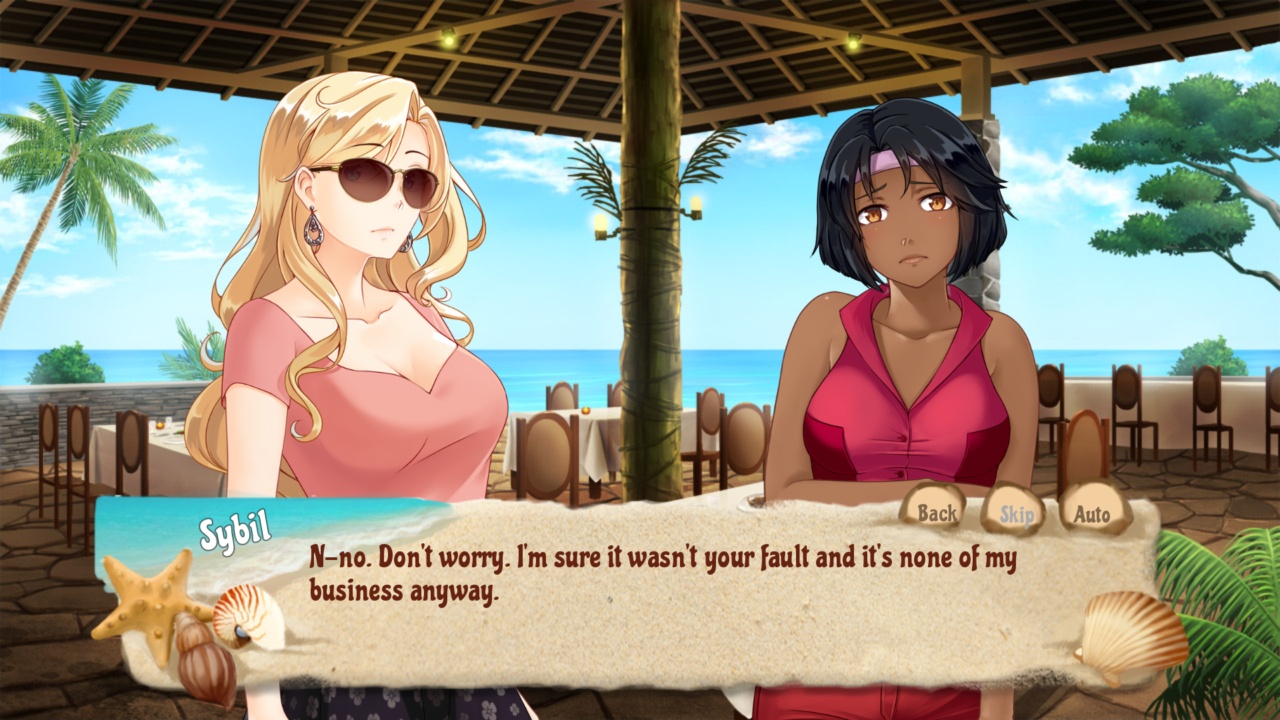 Back
Skip
Auto
Sybil
N-no. Don't worry. I'm sure it wasn't your fault and it's none of my
business anyway.